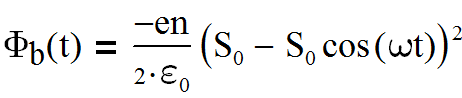 Φb(t) = -en / 2·ε0 (S0 − S0 cos(ωt))²